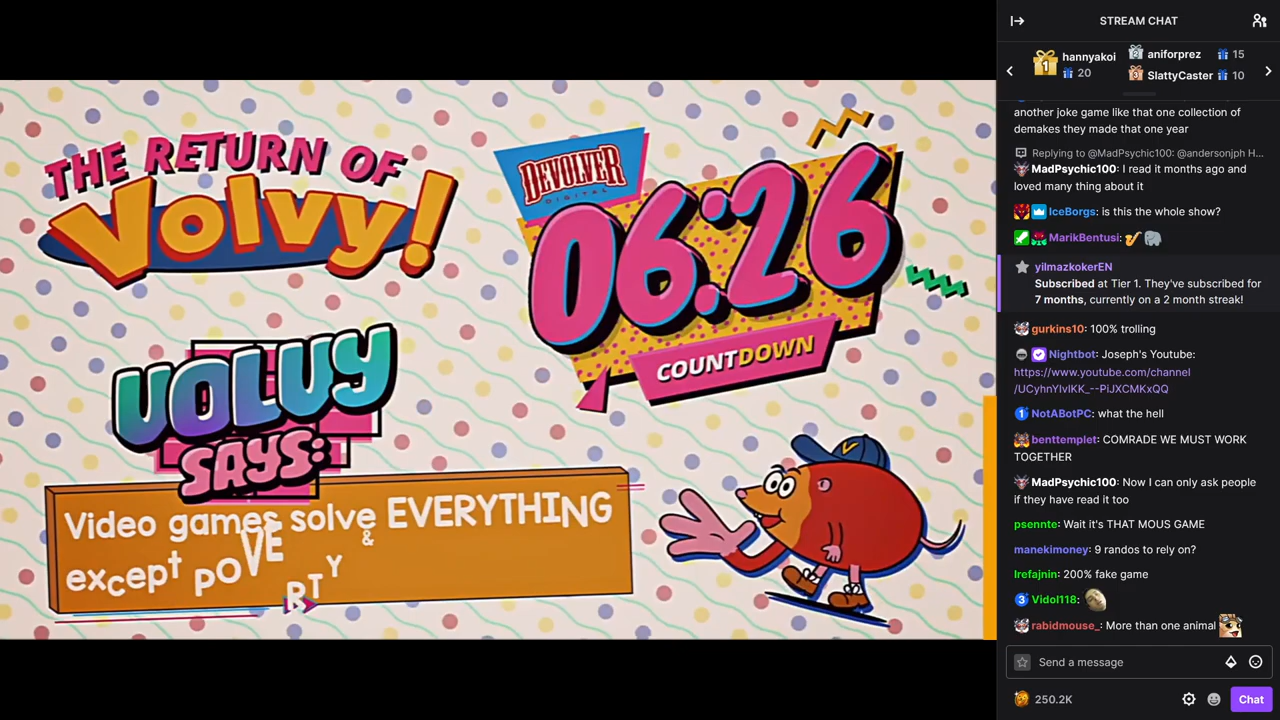 THE RETURN OF
Volvy!
DEVOLVER
DIGITAL
06:26
COUNTDOWN
VOLVY
SAYS:
Video games solve EVERYTHING
&
except POVERTY
STREAM CHAT
1 hannyakoi
20
2 aniforprez 15
3 SlattyCaster 10
another joke game like that one collection of
demakes they made that one year
Replying to @MadPsychic100: @andersonjph H...
MadPsychic100: I read it months ago and
loved many thing about it
IceBorgs: is this the whole show?
MarikBentusi:
yilmazkokerEN
Subscribed at Tier 1. They've subscribed for
7 months, currently on a 2 month streak!
gurkins10: 100% trolling
Nightbot: Joseph's Youtube:
https://www.youtube.com/channel
/UCyhnYIvIKK_--PiJXCMKxQQ
1 NotABotPC: what the hell
benttemplet: COMRADE WE MUST WORK
TOGETHER
MadPsychic100: Now I can only ask people
if they have read it too
psennte: Wait it's THAT MOUS GAME
manekimoney: 9 randos to rely on?
lrefajnin: 200% fake game
3 Vidol118:
rabidmouse_: More than one animal
Send a message
250.2K
Chat